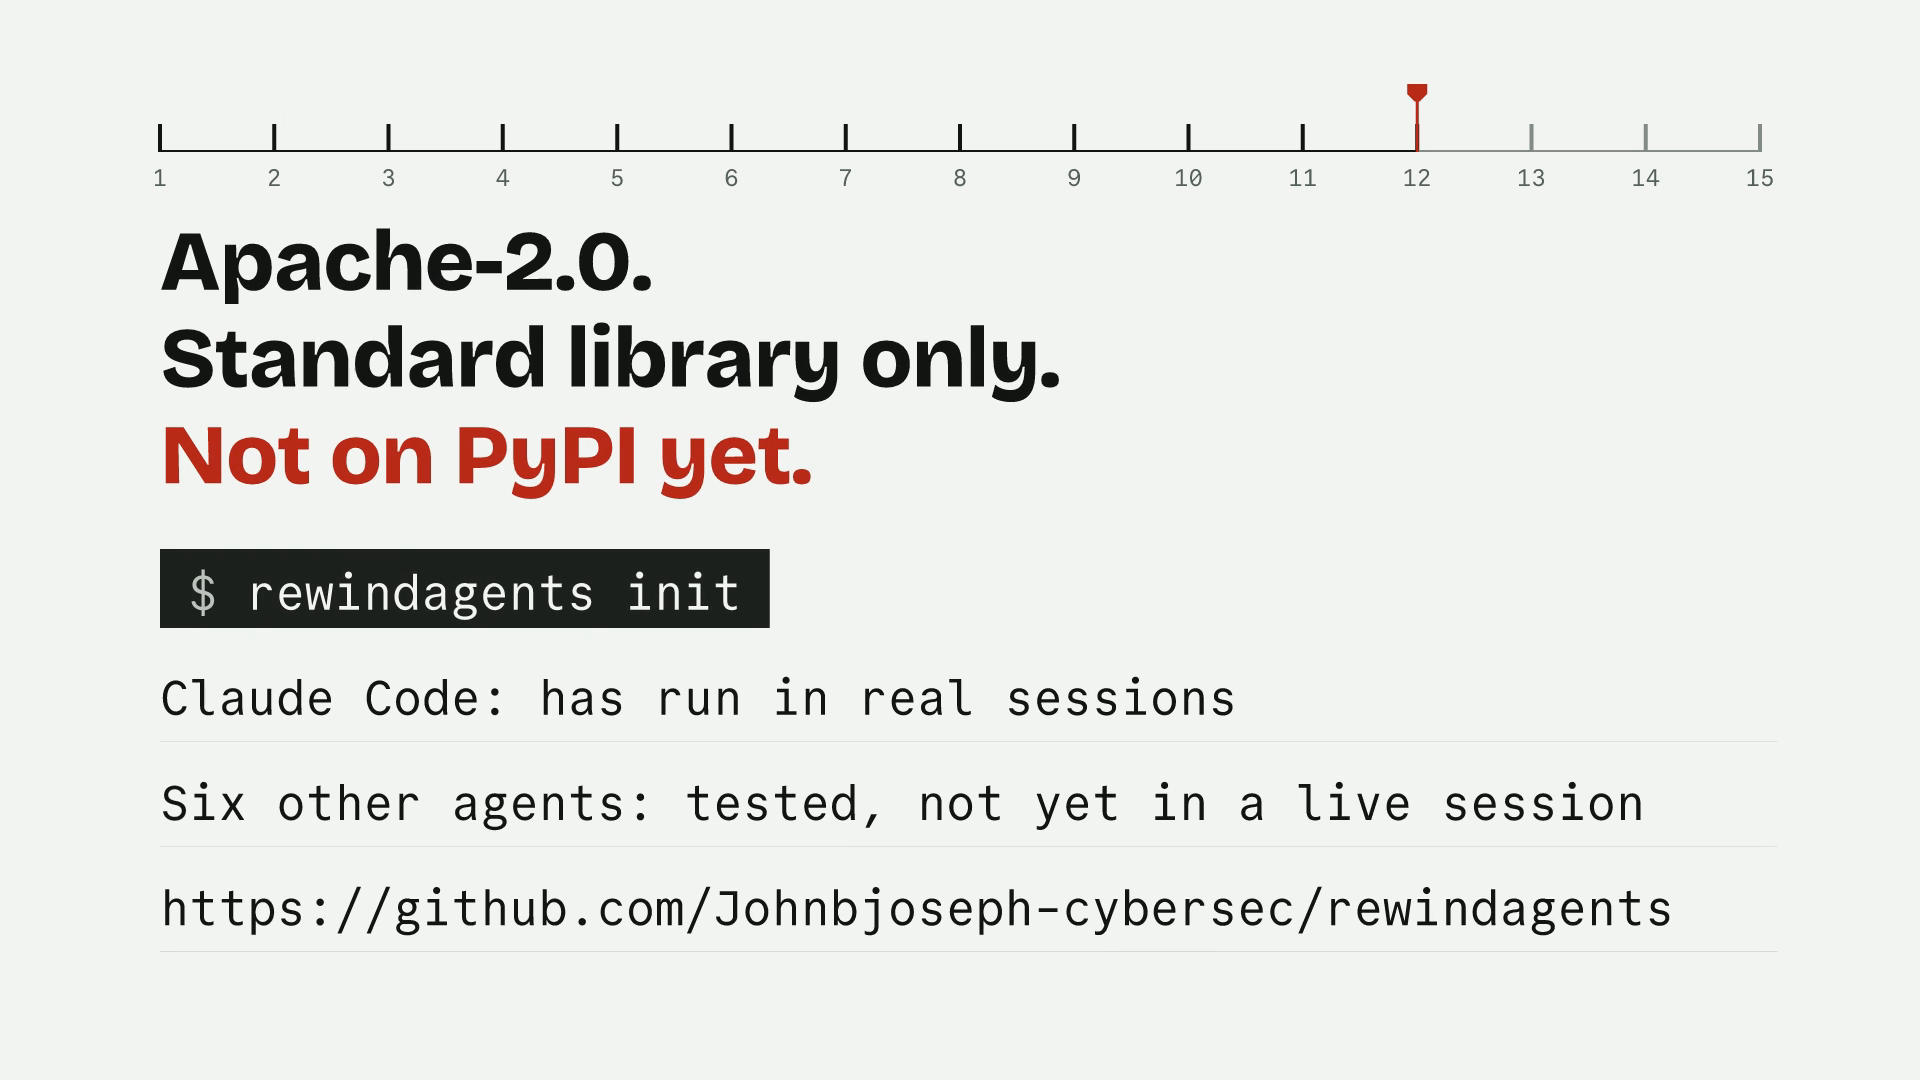 1 2 3 4 5 6 7 8 9 10 11 12 13 14 15
Apache-2.0.
Standard library only.
Not on PyPI yet.
$ rewindagents init
Claude Code: has run in real sessions
Six other agents: tested, not yet in a live session
https://github.com/Johnbjoseph-cybersec/rewindagents